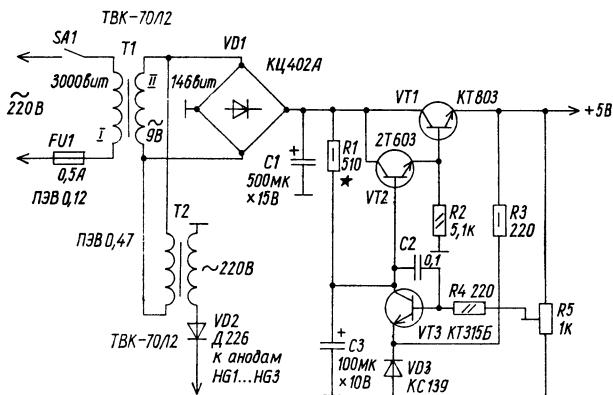 ТВК-70Л2
SA1
T1
VD1
КЦ402А
3000вит
II
146вит
VT1
КТ803
+5В
~
220В
I
~
9В
2Т603
FU1
0,5А
C1
500мк
×15В
R1
510
★
VT2
R2
5,1к
R3
220
ПЭВ 0,12
T2
ПЭВ 0,47
~220В
C2
0,1
R4 220
R5
1к
VT3 КТ315Б
VD2
Д226
ТВК-70Л2
к анодам
HG1...HG3
C3
100мк
×10В
VD3
КС139